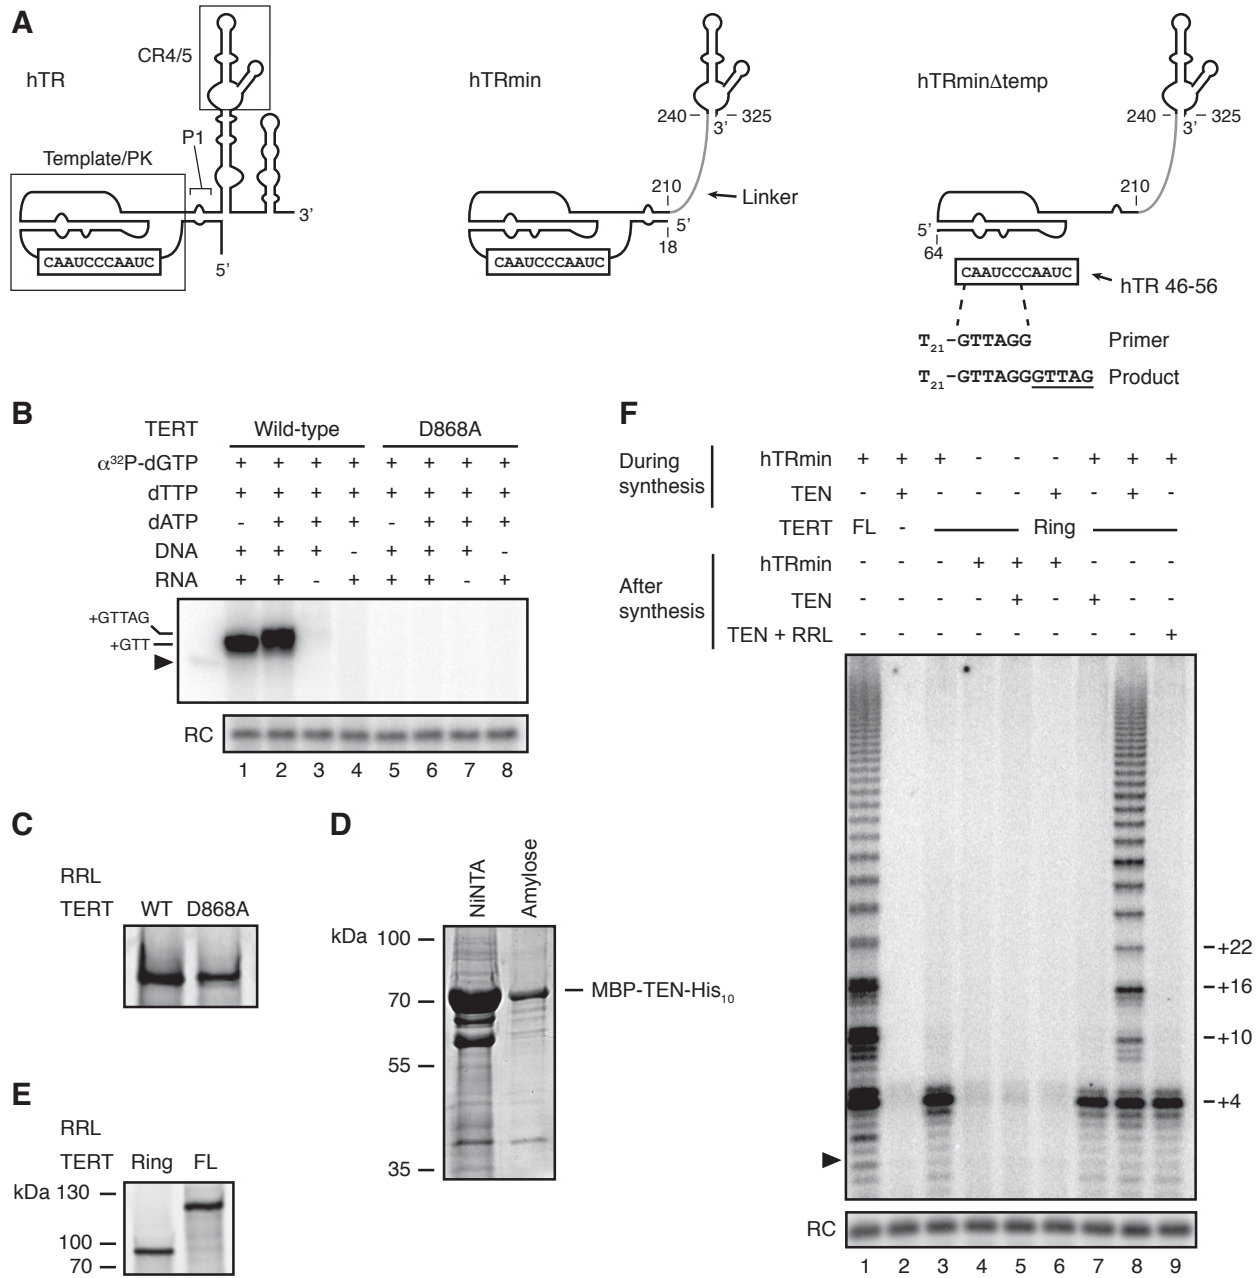 A
hTR
CR4/5
P1
Template/PK
CAAUCCCAAUC
3’
5’
hTRmin
240
325
3’
210
Linker
5’
18
CAAUCCCAAUC
hTRminΔtemp
240
325
3’
210
5’
64
CAAUCCCAAUC
hTR 46-56
T21-GTTAGG Primer
T21-GTTAGGGTTAG Product
B
TERT Wild-type D868A
α32P-dGTP + + + + + + + +
dTTP + + + + + + + +
dATP - + + + - + + +
DNA + + + - + + + -
RNA + + - + + + - +
+GTTAG
+GTT
RC
1 2 3 4 5 6 7 8
C
RRL
TERT WT D868A
D
NiNTA
Amylose
kDa 100
70
55
35
MBP-TEN-His10
E
RRL
TERT Ring FL
kDa 130
100
70
F
During synthesis
hTRmin + + + - - - + + +
TEN - + - - - + - + -
TERT FL - Ring
After synthesis
hTRmin - - - + + + - - -
TEN - - - - + - + - -
TEN + RRL - - - - - - - - +
+22
+16
+10
+4
RC
1 2 3 4 5 6 7 8 9